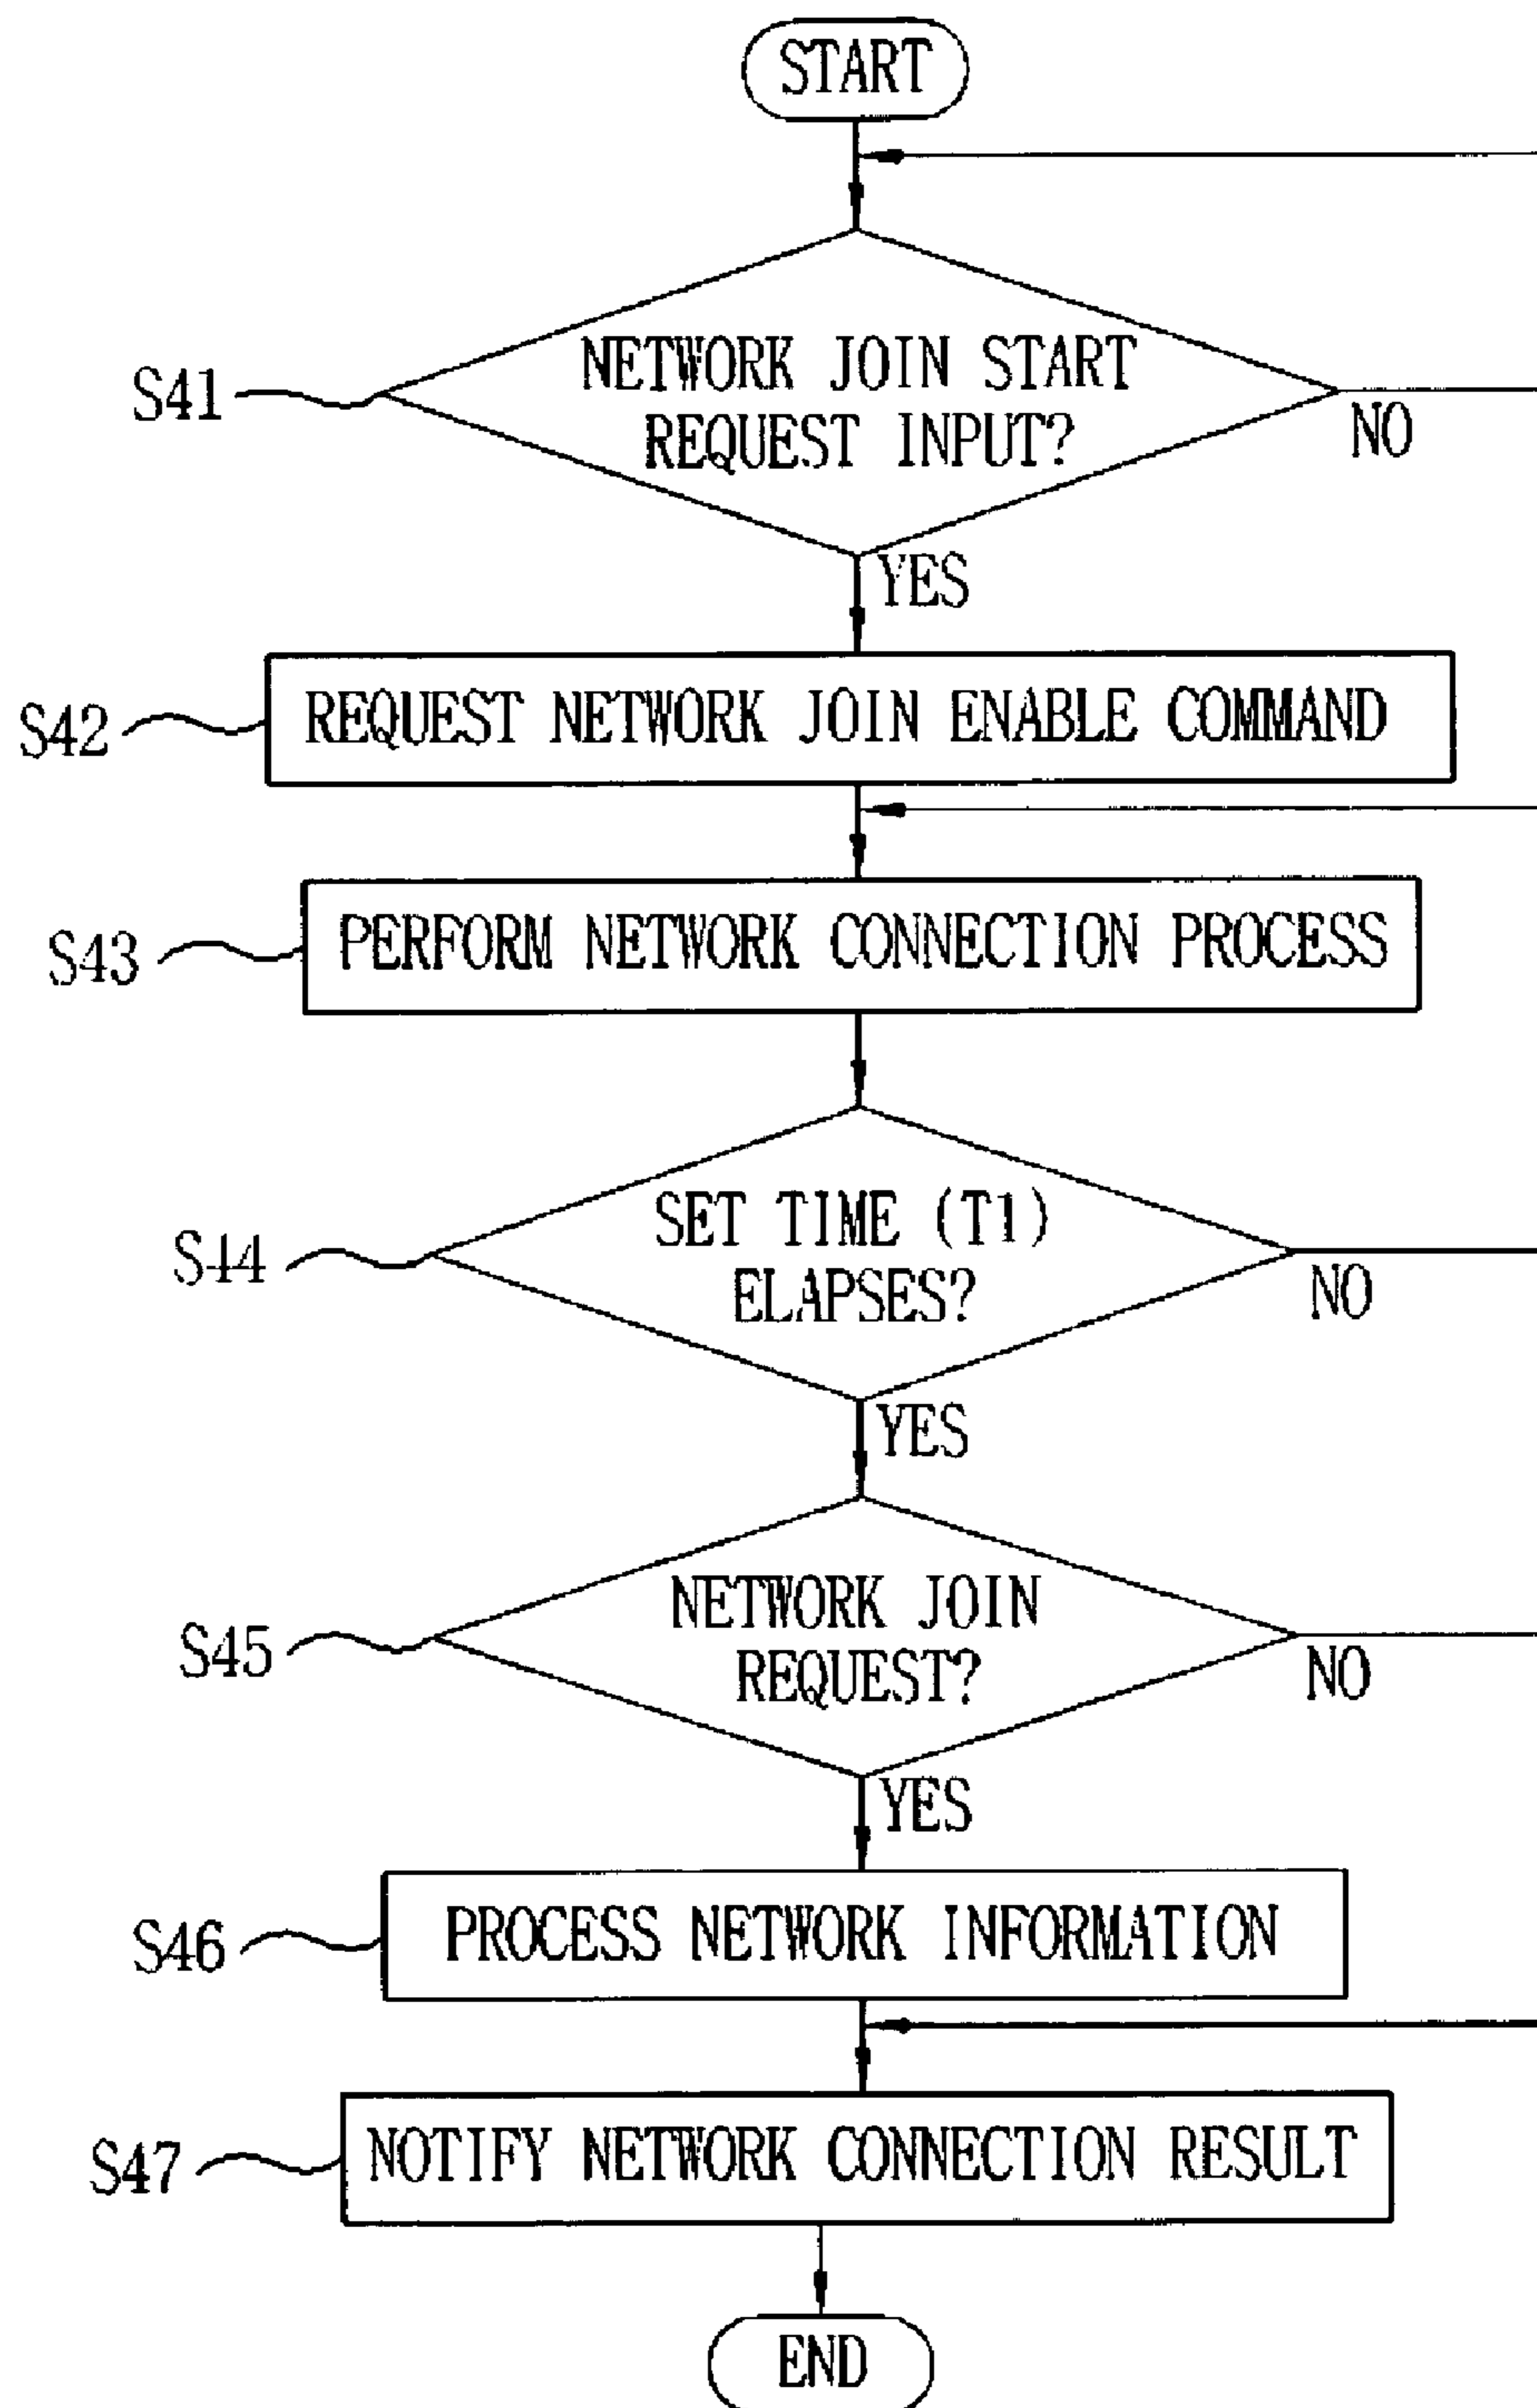 START
S41
NETWORK JOIN START
REQUEST INPUT?
NO
YES
S42
REQUEST NETWORK JOIN ENABLE COMMAND
S43
PERFORM NETWORK CONNECTION PROCESS
S44
SET TIME (T1)
ELAPSES?
NO
YES
S45
NETWORK JOIN
REQUEST?
NO
YES
S46
PROCESS NETWORK INFORMATION
S47
NOTIFY NETWORK CONNECTION RESULT
END